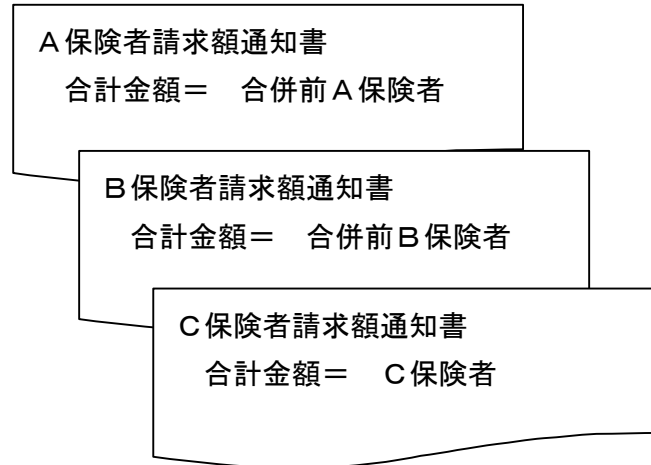 A保険者請求額通知書
合計金額＝　合併前A保険者
B保険者請求額通知書
合計金額＝　合併前B保険者
C保険者請求額通知書
合計金額＝　C保険者